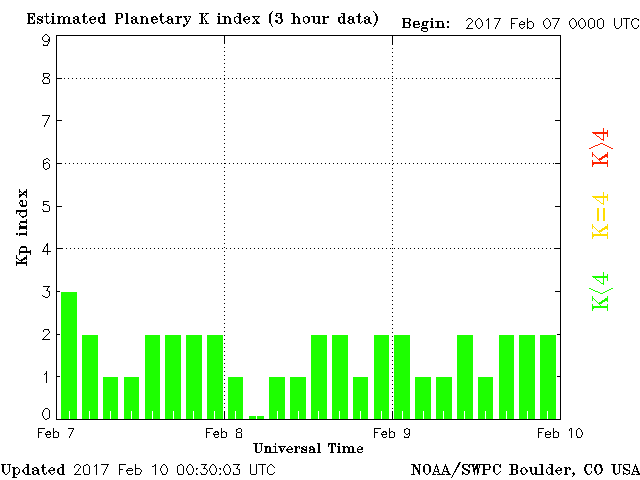 Estimated Planetary K index (3 hour data) Begin: 2017 Feb 07 0000 UTC
9
8
7
6
5
4
3
2
1
0
Kp index
K>4
K=4
K<4
Feb 7 Feb 8 Feb 9 Feb 10
Universal Time
Updated 2017 Feb 10 00:30:03 UTC NOAA/SWPC Boulder, CO USA